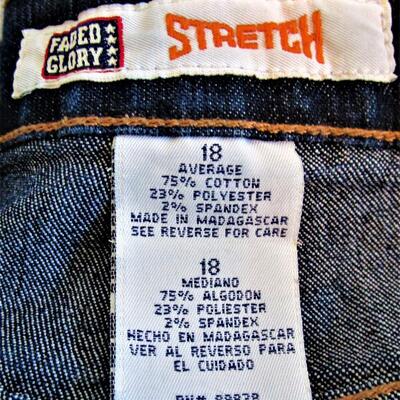 FADED GLORY
STRETCH
18
AVERAGE
75% COTTON
23% POLYESTER
2% SPANDEX
MADE IN MADAGASCAR
SEE REVERSE FOR CARE
18
MEDIANO
75% ALGODON
23% POLIESTER
2% SPANDEX
HECHO EN MADAGASCAR
VER AL REVERSO PARA
EL CUIDADO